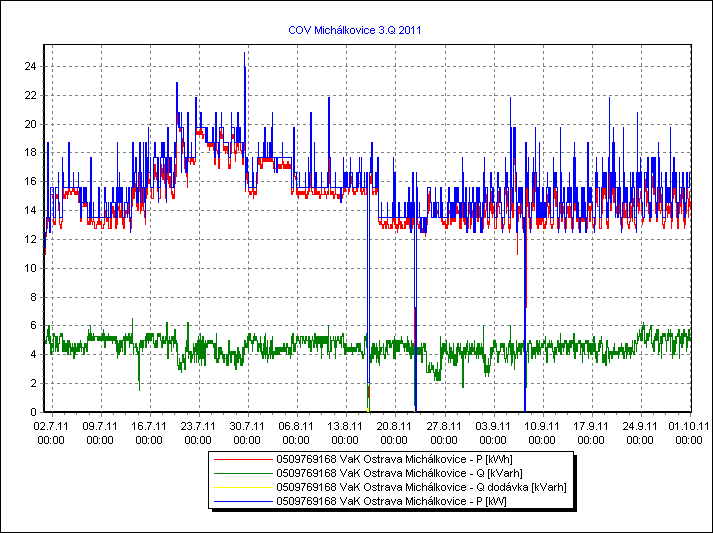 COV Michálkovice 3.Q 2011
24
22
20
18
16
14
12
10
8
6
4
2
0
02.7.11 09.7.11 16.7.11 23.7.11 30.7.11 06.8.11 13.8.11 20.8.11 27.8.11 03.9.11 10.9.11 17.9.11 24.9.11 01.10.11
00:00 00:00 00:00 00:00 00:00 00:00 00:00 00:00 00:00 00:00 00:00 00:00 00:00 00:00
0509769168 VaK Ostrava Michálkovice - P [kWh]
0509769168 VaK Ostrava Michálkovice - Q [kVarh]
0509769168 VaK Ostrava Michálkovice - Q dodávka [kVarh]
0509769168 VaK Ostrava Michálkovice - P [kW]